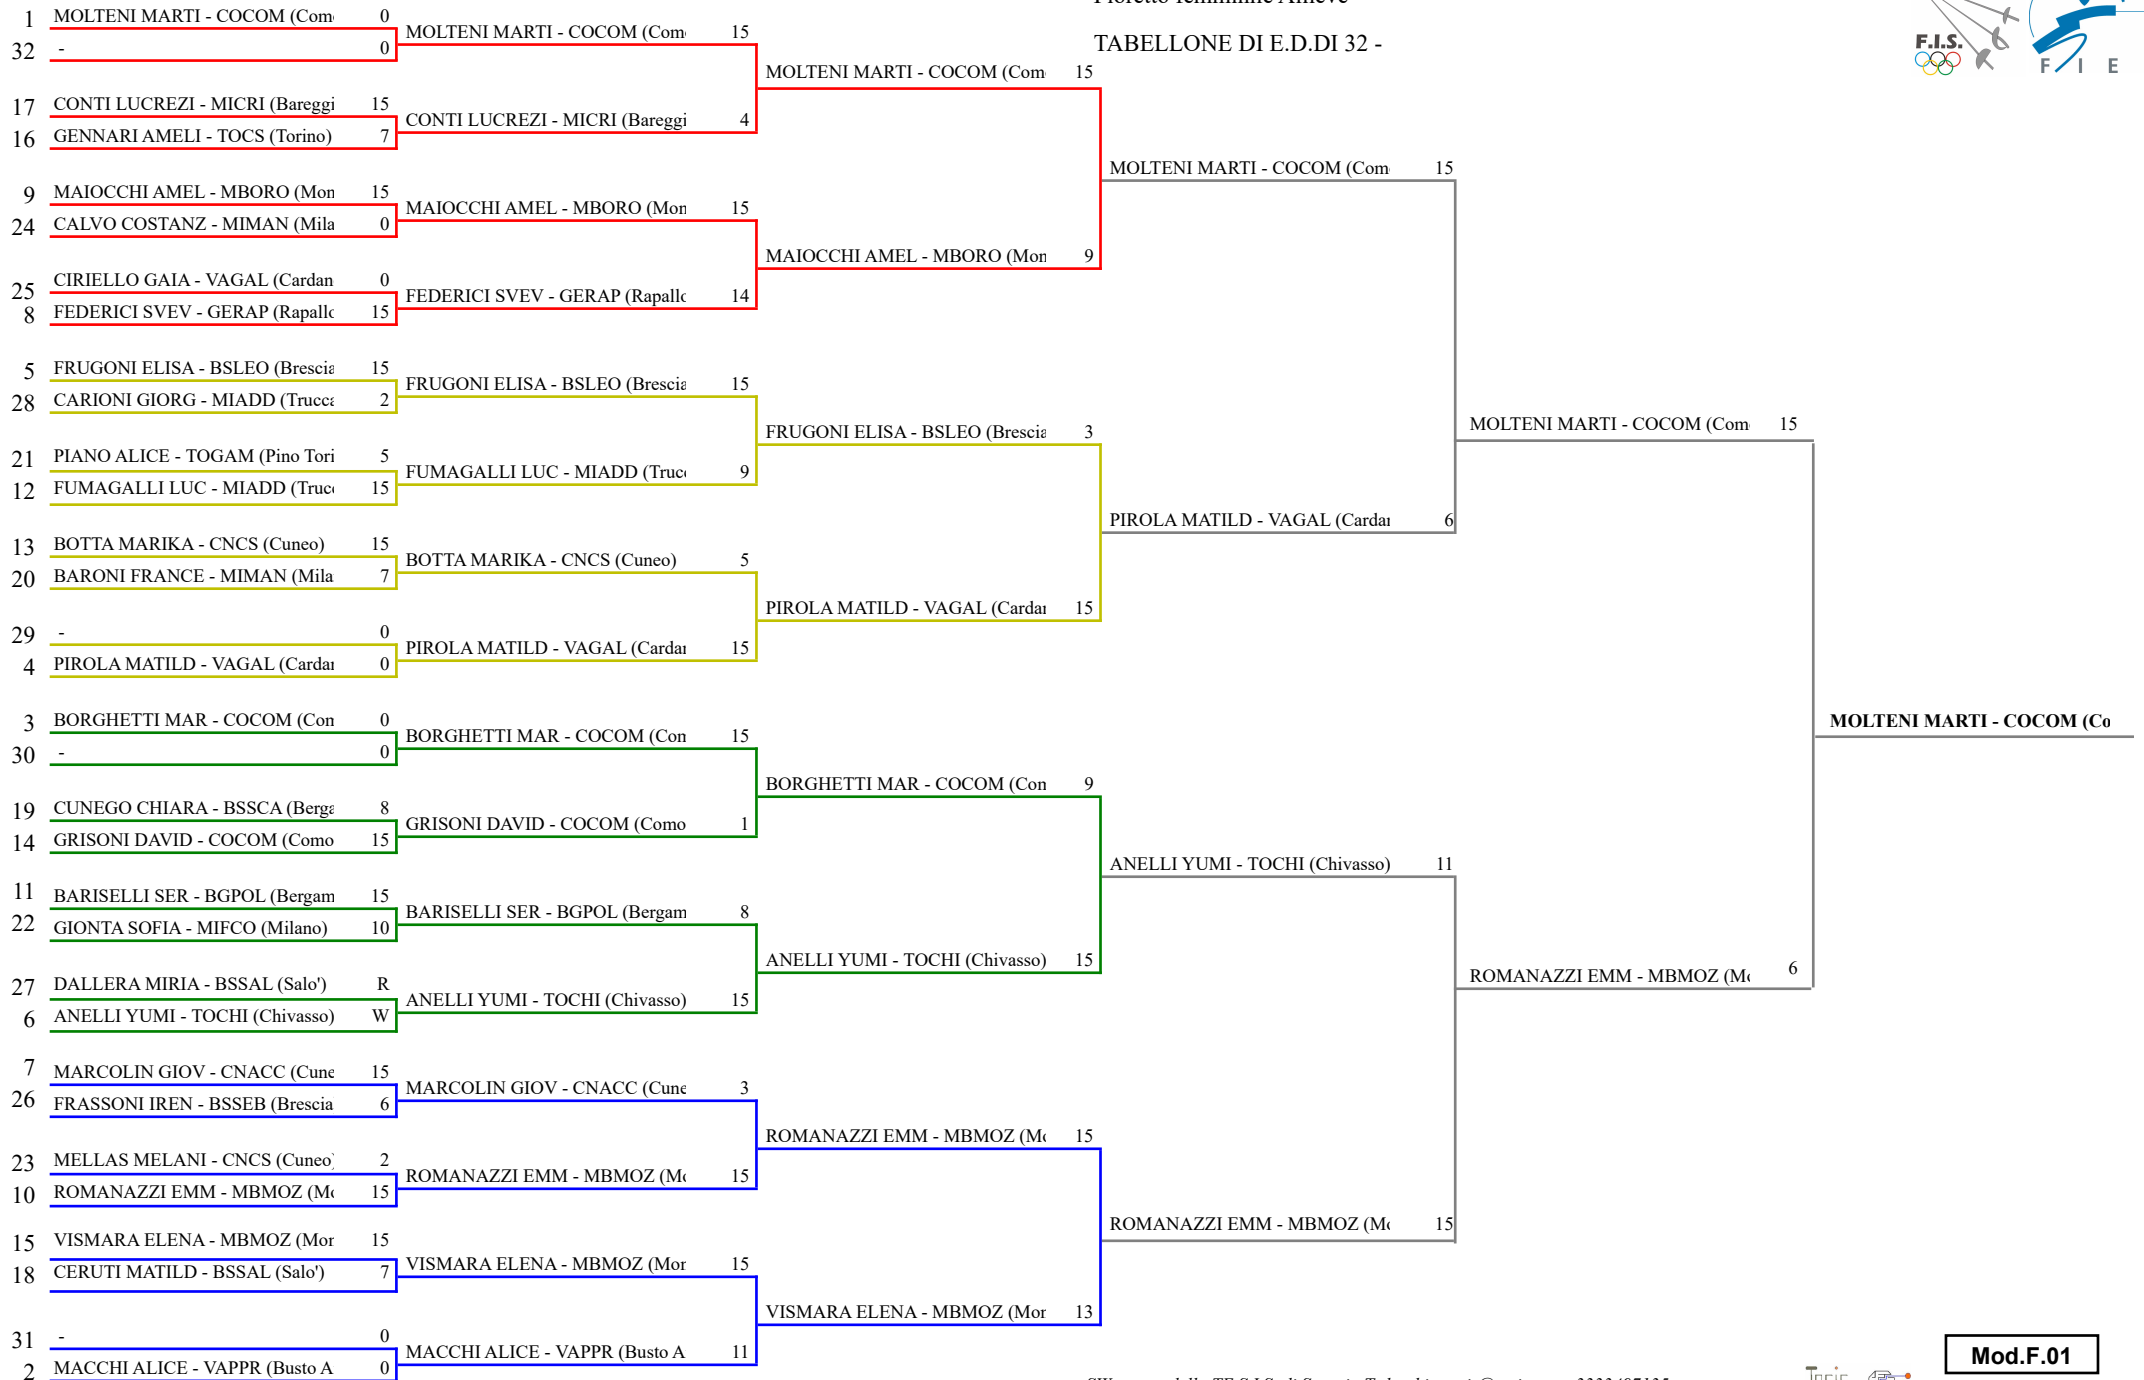 Fioretto femminile Allieve
TABELLONE DI E.D.DI 32 -
F.I.S.
F I E
1 MOLTENI MARTI - COCOM (Com 0
32 - 0
17 CONTI LUCREZI - MICRI (Bareggi 15
16 GENNARI AMELI - TOCS (Torino) 7
9 MAIOCCHI AMEL - MBORO (Mon 15
24 CALVO COSTANZ - MIMAN (Mila 0
25 CIRIELLO GAIA - VAGAL (Cardan 0
8 FEDERICI SVEV - GERAP (Rapallo 15
5 FRUGONI ELISA - BSLEO (Brescia 15
28 CARIONI GIORG - MIADD (Trucca 2
21 PIANO ALICE - TOGAM (Pino Tori 5
12 FUMAGALLI LUC - MIADD (Truc 15
13 BOTTA MARIKA - CNCS (Cuneo) 15
20 BARONI FRANCE - MIMAN (Mila 7
29 - 0
4 PIROLA MATILD - VAGAL (Cardan 0
3 BORGHETTI MAR - COCOM (Com 0
30 - 0
19 CUNEGO CHIARA - BSSCA (Berga 8
14 GRISONI DAVID - COCOM (Como 15
11 BARISELLI SER - BGPOL (Bergam 15
22 GIONTA SOFIA - MIFCO (Milano) 10
27 DALLERA MIRIA - BSSAL (Salo') R
6 ANELLI YUMI - TOCHI (Chivasso) W
7 MARCOLIN GIOV - CNACC (Cune 15
26 FRASSONI IREN - BSSEB (Brescia 6
23 MELLAS MELANI - CNCS (Cuneo) 2
10 ROMANAZZI EMM - MBMOZ (Mo 15
15 VISMARA ELENA - MBMOZ (Mon 15
18 CERUTI MATILD - BSSAL (Salo') 7
31 - 0
2 MACCHI ALICE - VAPPR (Busto A 0
MOLTENI MARTI - COCOM (Com 15
CONTI LUCREZI - MICRI (Bareggi 4
MAIOCCHI AMEL - MBORO (Mon 15
FEDERICI SVEV - GERAP (Rapallo 14
FRUGONI ELISA - BSLEO (Brescia 15
FUMAGALLI LUC - MIADD (Truc 9
BOTTA MARIKA - CNCS (Cuneo) 5
PIROLA MATILD - VAGAL (Cardan 15
BORGHETTI MAR - COCOM (Com 15
GRISONI DAVID - COCOM (Como 1
BARISELLI SER - BGPOL (Bergam 8
ANELLI YUMI - TOCHI (Chivasso) 15
MARCOLIN GIOV - CNACC (Cune 3
ROMANAZZI EMM - MBMOZ (Mo 15
VISMARA ELENA - MBMOZ (Mon 15
MACCHI ALICE - VAPPR (Busto A 11
MOLTENI MARTI - COCOM (Com 15
MAIOCCHI AMEL - MBORO (Mon 9
FRUGONI ELISA - BSLEO (Brescia 3
PIROLA MATILD - VAGAL (Cardan 15
BORGHETTI MAR - COCOM (Com 9
ANELLI YUMI - TOCHI (Chivasso) 15
ROMANAZZI EMM - MBMOZ (Mo 15
VISMARA ELENA - MBMOZ (Mon 13
MOLTENI MARTI - COCOM (Com 15
PIROLA MATILD - VAGAL (Cardan 6
ANELLI YUMI - TOCHI (Chivasso) 11
ROMANAZZI EMM - MBMOZ (Mo 15
MOLTENI MARTI - COCOM (Com 15
ROMANAZZI EMM - MBMOZ (Mo 6
MOLTENI MARTI - COCOM (Co
Mod.F.01